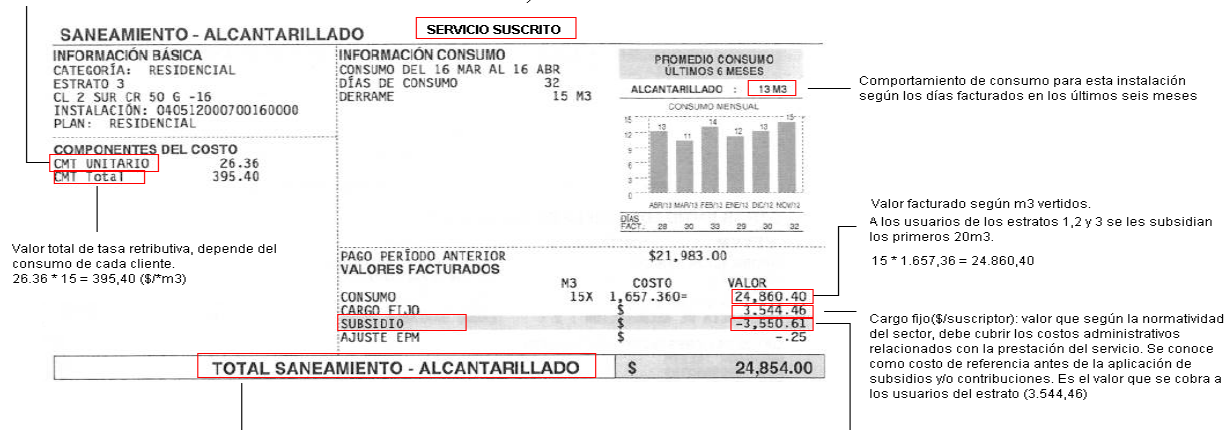 SANEAMIENTO - ALCANTARILLADO
SERVICIO SUSCRITO
INFORMACIÓN BÁSICA
CATEGORÍA: RESIDENCIAL
ESTRATO 3
CL 2 SUR CR 50 G -16
INSTALACIÓN: 040512000700160000
PLAN: RESIDENCIAL
COMPONENTES DEL COSTO
CMT UNITARIO 26.36
CMT Total 395.40
Valor total de tasa retributiva, depende del
consumo de cada cliente.
26.36 * 15 = 395,40 ($/*m3)
INFORMACIÓN CONSUMO
CONSUMO DEL 16 MAR AL 16 ABR
DÍAS DE CONSUMO 32
DERRAME 15 M3
PROMEDIO CONSUMO
ÚLTIMOS 6 MESES
ALCANTARILLADO : 13 M3
CONSUMO MENSUAL
15
12
9
6
3
0
13 11 14 12 13 15
ABR/13 MAR/13 FEB/13 ENE/13 DIC/12 NOV/12
DÍAS
FACT. 28 30 33 29 30 32
Comportamiento de consumo para esta instalación
según los días facturados en los últimos seis meses
PAGO PERÍODO ANTERIOR $21,983.00
VALORES FACTURADOS
M3 COSTO VALOR
CONSUMO 15X 1,657.360= 24,860.40
CARGO FIJO $ 3.544.46
SUBSIDIO $ -3,550.61
AJUSTE EPM $ -.25
TOTAL SANEAMIENTO - ALCANTARILLADO $ 24,854.00
Valor facturado según m3 vertidos.
A los usuarios de los estratos 1,2 y 3 se les subsidian
los primeros 20m3.
15 * 1.657,36 = 24.860,40
Cargo fijo($/suscriptor): valor que según la normatividad
del sector, debe cubrir los costos administrativos
relacionados con la prestación del servicio. Se conoce
como costo de referencia antes de la aplicación de
subsidios y/o contribuciones. Es el valor que se cobra a
los usuarios del estrato (3.544,46)